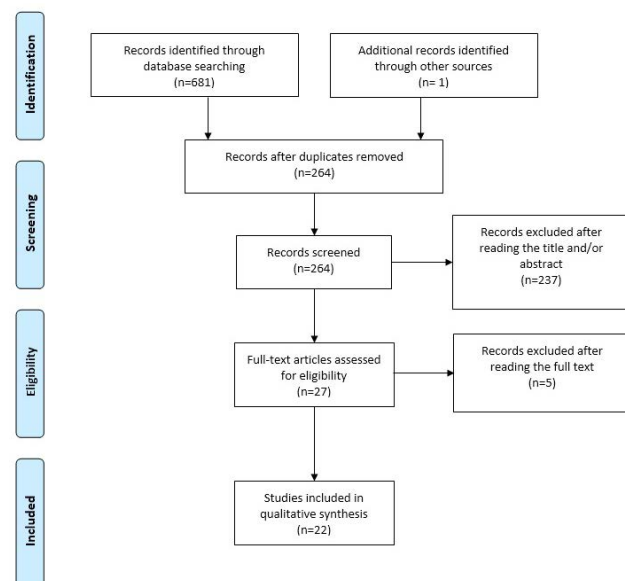 Identification
Records identified through
database searching
(n=681)
Additional records identified
through other sources
(n= 1)
Records after duplicates removed
(n=264)
Screening
Records screened
(n=264)
Records excluded after
reading the title and/or
abstract
(n=237)
Eligibility
Full-text articles assessed
for eligibility
(n=27)
Records excluded after
reading the full text
(n=5)
Included
Studies included in
qualitative synthesis
(n=22)